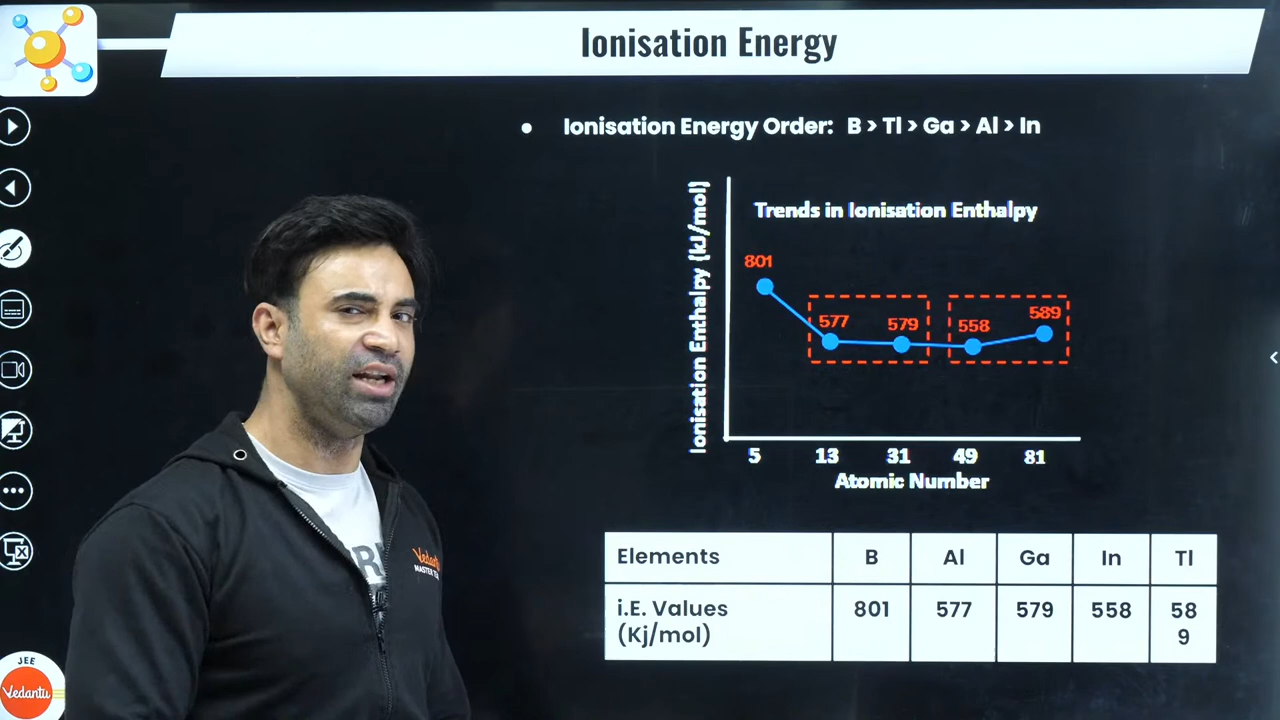 Ionisation Energy
• Ionisation Energy Order: B > Tl > Ga > Al > In
Trends in Ionisation Enthalpy
Ionisation Enthalpy (kJ/mol)
801
577
579
558
589
5 13 31 49 81
Atomic Number
Elements B Al Ga In Tl
i.E. Values 801 577 579 558 58
(Kj/mol) 9
Vedantu
MASTER
JEE
Vedantu